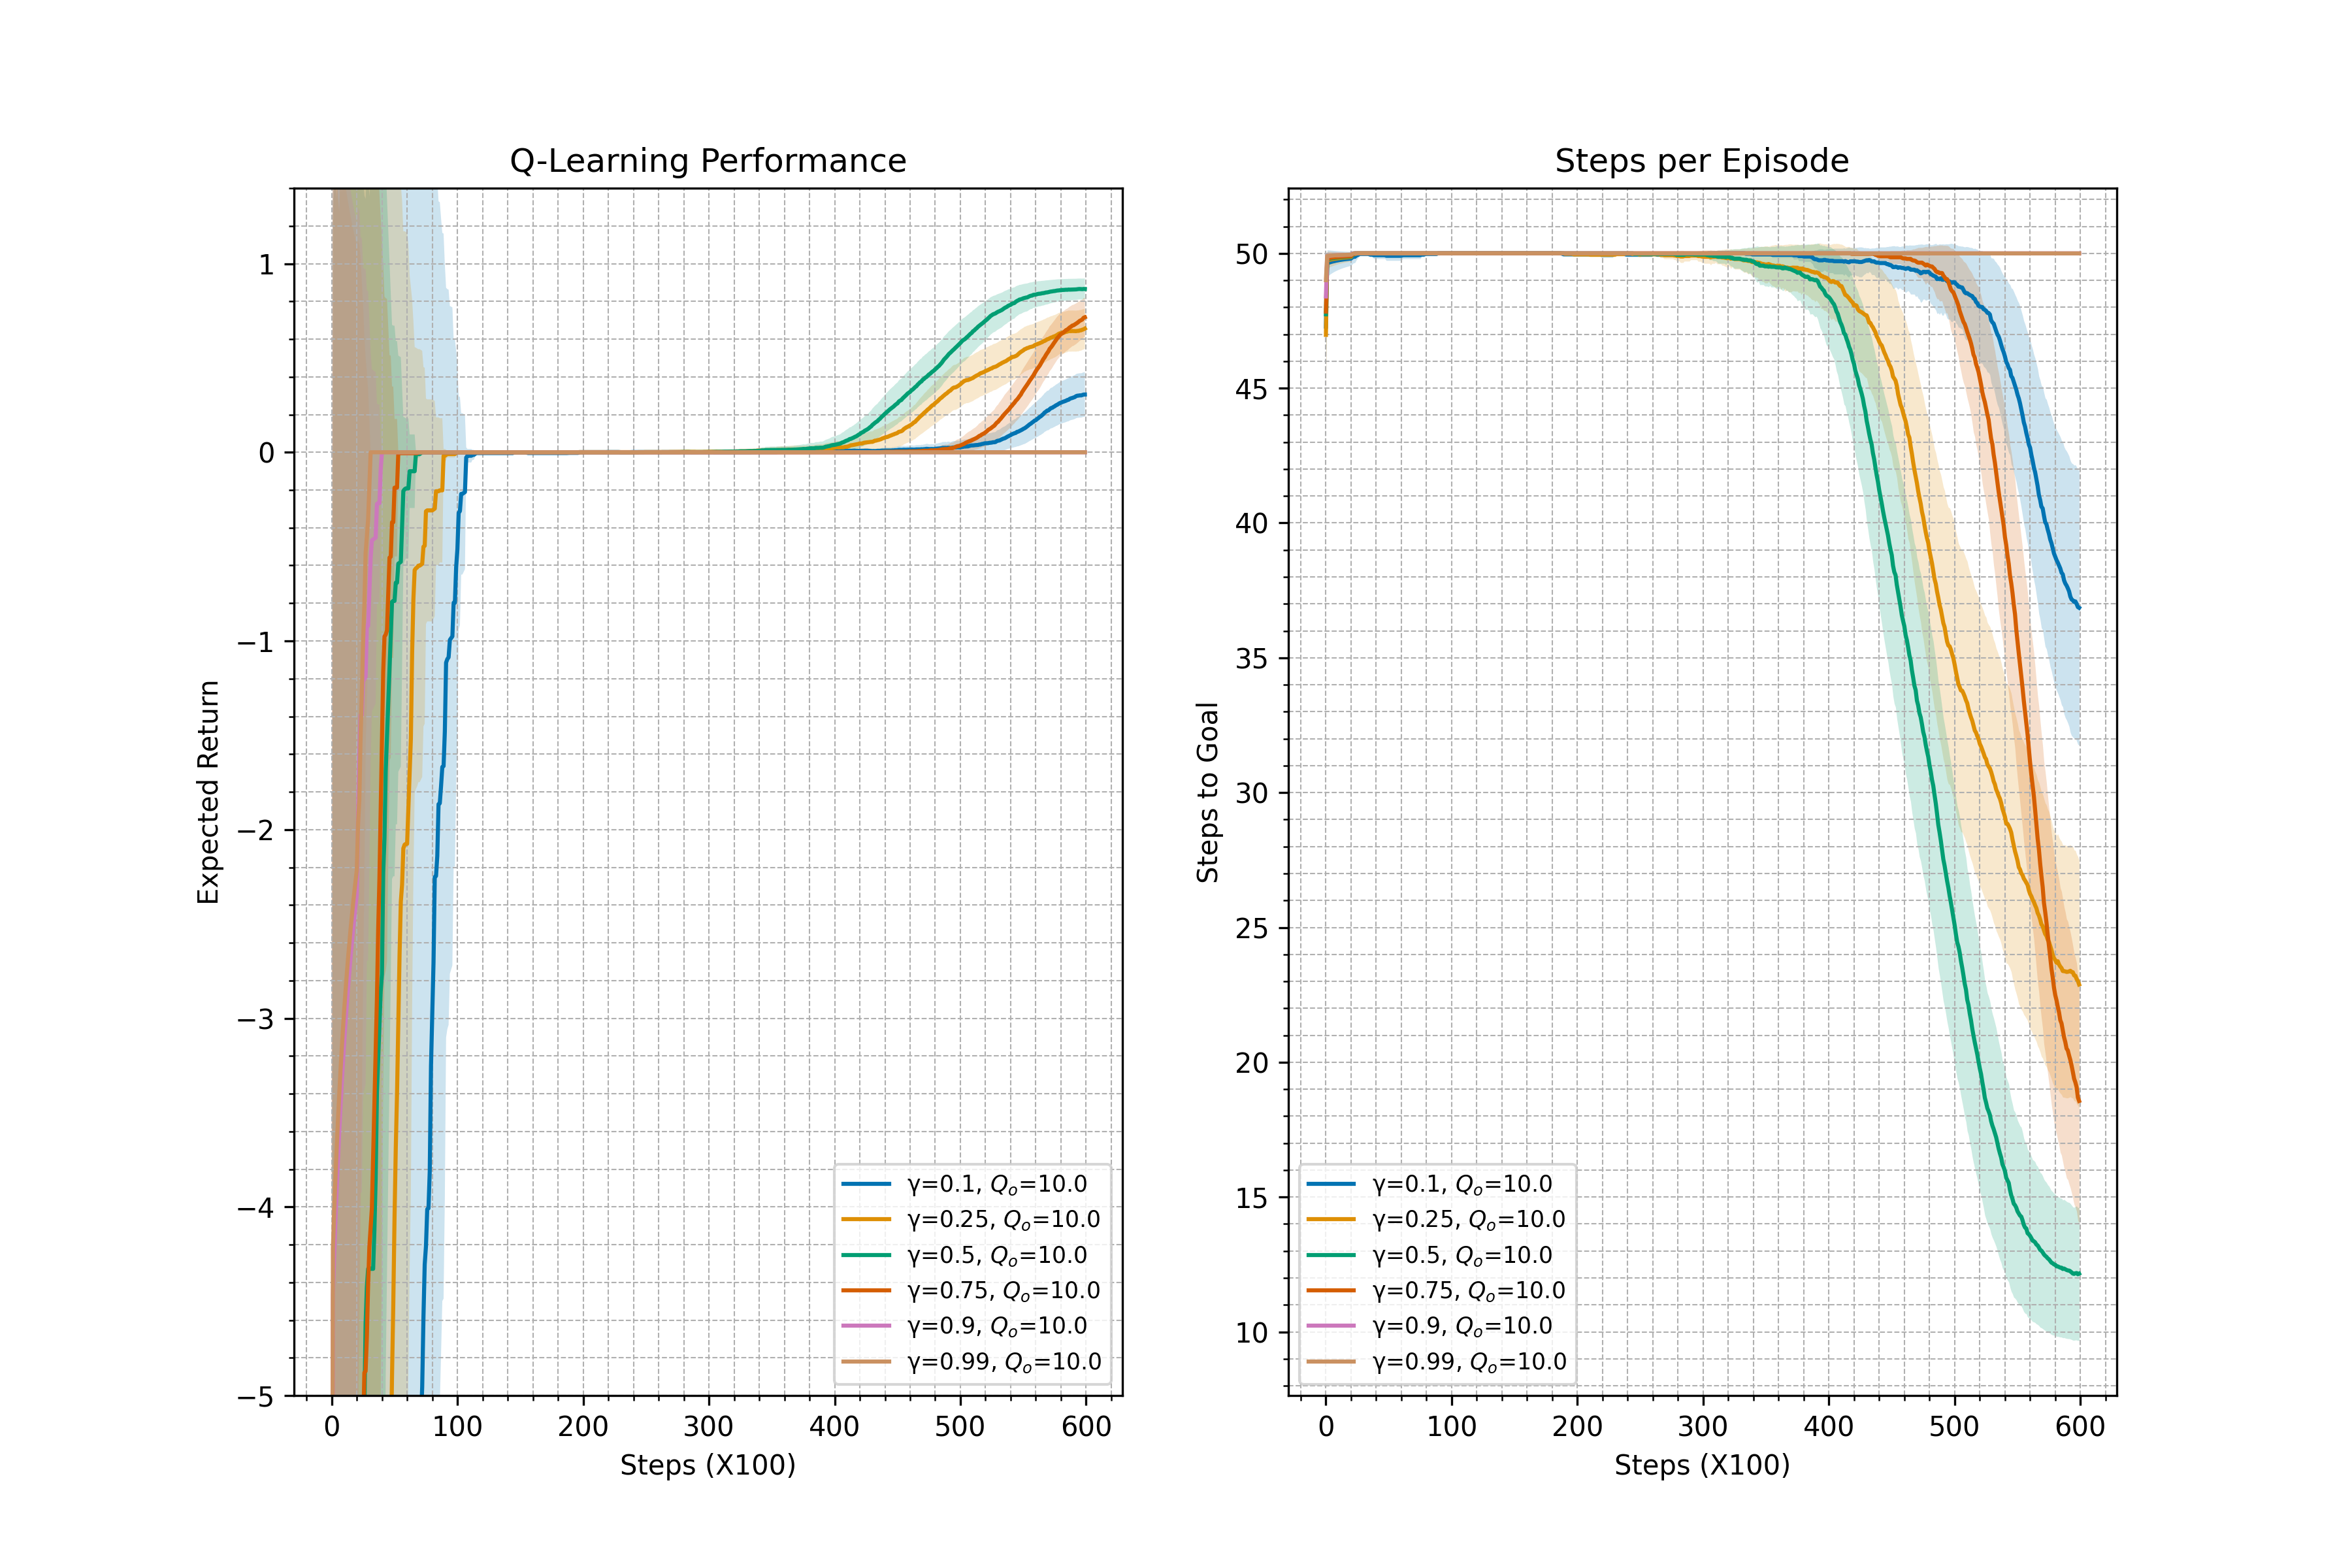 Q-Learning Performance
1
0
−1
−2
−3
−4
−5
Expected Return
0 100 200 300 400 500 600
Steps (X100)
γ=0.1, Qo=10.0
γ=0.25, Qo=10.0
γ=0.5, Qo=10.0
γ=0.75, Qo=10.0
γ=0.9, Qo=10.0
γ=0.99, Qo=10.0
Steps per Episode
50
45
40
35
30
25
20
15
10
Steps to Goal
0 100 200 300 400 500 600
Steps (X100)
γ=0.1, Qo=10.0
γ=0.25, Qo=10.0
γ=0.5, Qo=10.0
γ=0.75, Qo=10.0
γ=0.9, Qo=10.0
γ=0.99, Qo=10.0